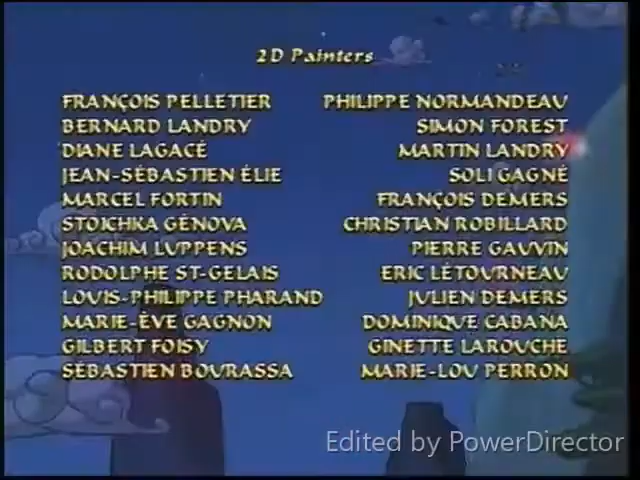 2D Painters
FRANÇOIS PELLETIER PHILIPPE NORMANDEAU
BERNARD LANDRY SIMON FOREST
DIANE LAGACÉ MARTIN LANDRY
JEAN-SÉBASTIEN ÉLIE SOLI GAGNÉ
MARCEL FORTIN FRANÇOIS DEMERS
STOICHKA GÉNOVA CHRISTIAN ROBILLARD
JOACHIM LUPPENS PIERRE GAUVIN
RODOLPHE ST-GELAIS ERIC LÉTOURNEAU
LOUIS-PHILIPPE PHARAND JULIEN DEMERS
MARIE-ÈVE GAGNON DOMINIQUE CABANA
GILBERT FOISY GINETTE LAROUCHE
SÉBASTIEN BOURASSA MARIE-LOU PERRON
Edited by PowerDirector